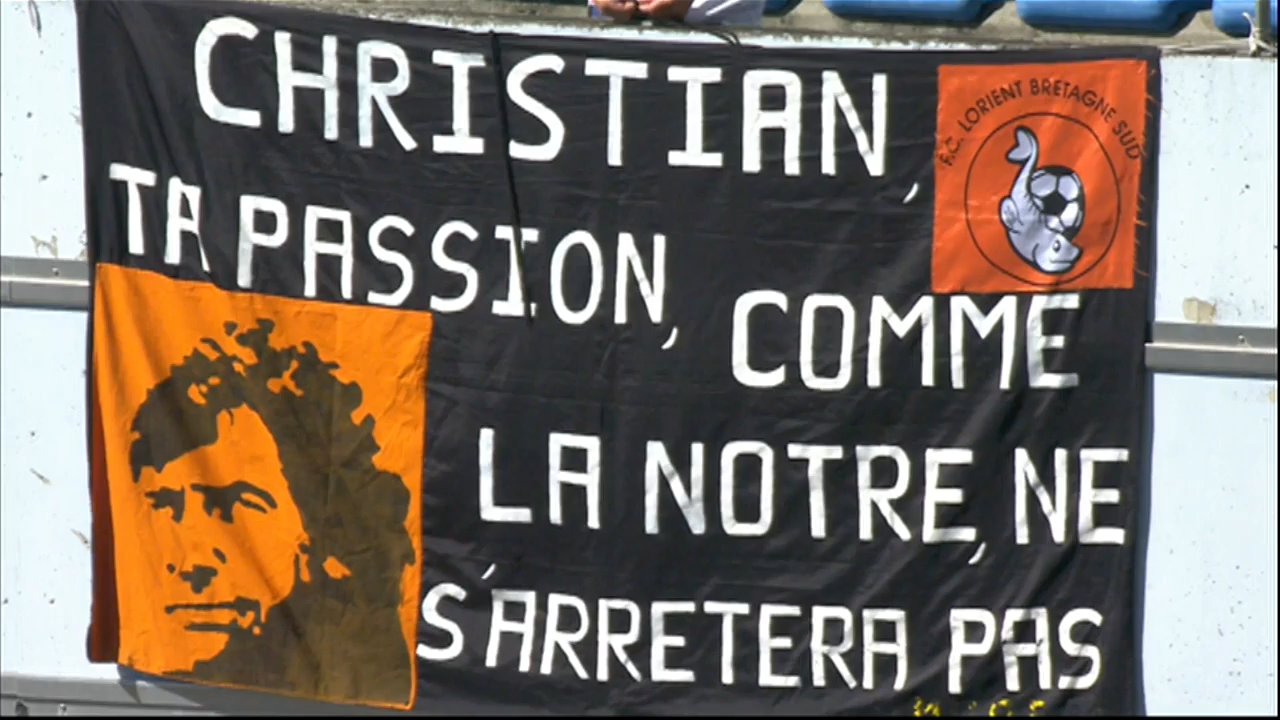 CHRISTIAN,
F.C. LORIENT BRETAGNE SUD
TA PASSION,
COMME
LA NOTRE, NE
S'ARRETERA PAS